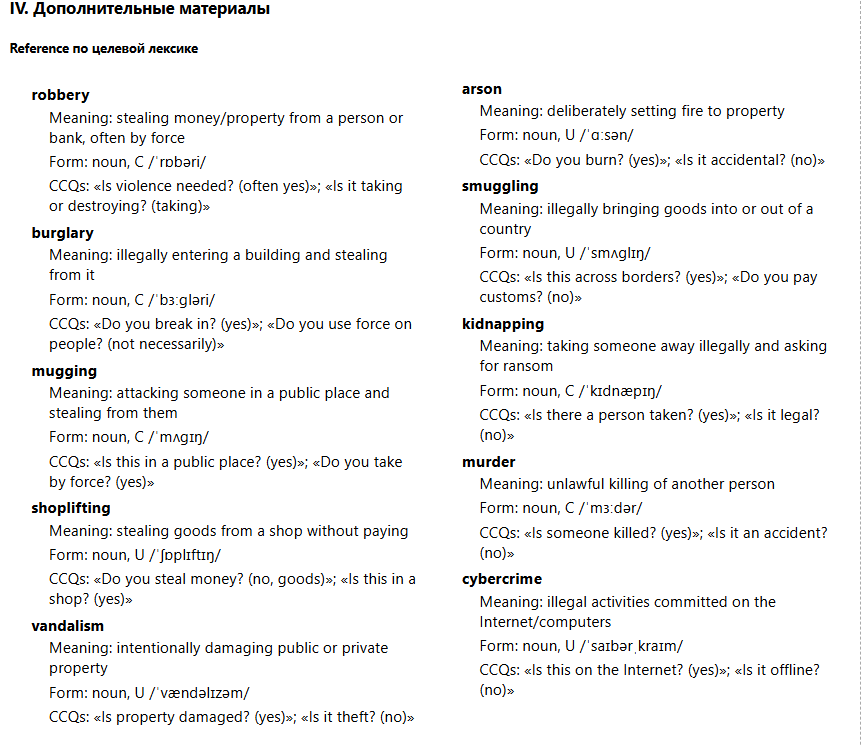 IV. Дополнительные материалы
Reference по целевой лексике
robbery
Meaning: stealing money/property from a person or
bank, often by force
Form: noun, C /ˈrɒbəri/
CCQs: «Is violence needed? (often yes)»; «Is it taking
or destroying? (taking)»
burglary
Meaning: illegally entering a building and stealing
from it
Form: noun, C /ˈbɜːɡləri/
CCQs: «Do you break in? (yes)»; «Do you use force on
people? (not necessarily)»
mugging
Meaning: attacking someone in a public place and
stealing from them
Form: noun, C /ˈmʌɡɪŋ/
CCQs: «Is this in a public place? (yes)»; «Do you take
by force? (yes)»
shoplifting
Meaning: stealing goods from a shop without paying
Form: noun, U /ˈʃɒplɪftɪŋ/
CCQs: «Do you steal money? (no, goods)»; «Is this in a
shop? (yes)»
vandalism
Meaning: intentionally damaging public or private
property
Form: noun, U /ˈvændəlɪzəm/
CCQs: «Is property damaged? (yes)»; «Is it theft? (no)»
arson
Meaning: deliberately setting fire to property
Form: noun, U /ˈɑːsən/
CCQs: «Do you burn? (yes)»; «Is it accidental? (no)»
smuggling
Meaning: illegally bringing goods into or out of a
country
Form: noun, U /ˈsmʌɡlɪŋ/
CCQs: «Is this across borders? (yes)»; «Do you pay
customs? (no)»
kidnapping
Meaning: taking someone away illegally and asking
for ransom
Form: noun, C /ˈkɪdnæpɪŋ/
CCQs: «Is there a person taken? (yes)»; «Is it legal?
(no)»
murder
Meaning: unlawful killing of another person
Form: noun, C /ˈmɜːdər/
CCQs: «Is someone killed? (yes)»; «Is it an accident?
(no)»
cybercrime
Meaning: illegal activities committed on the
Internet/computers
Form: noun, U /ˈsaɪbərˌkraɪm/
CCQs: «Is this on the Internet? (yes)»; «Is it offline?
(no)»